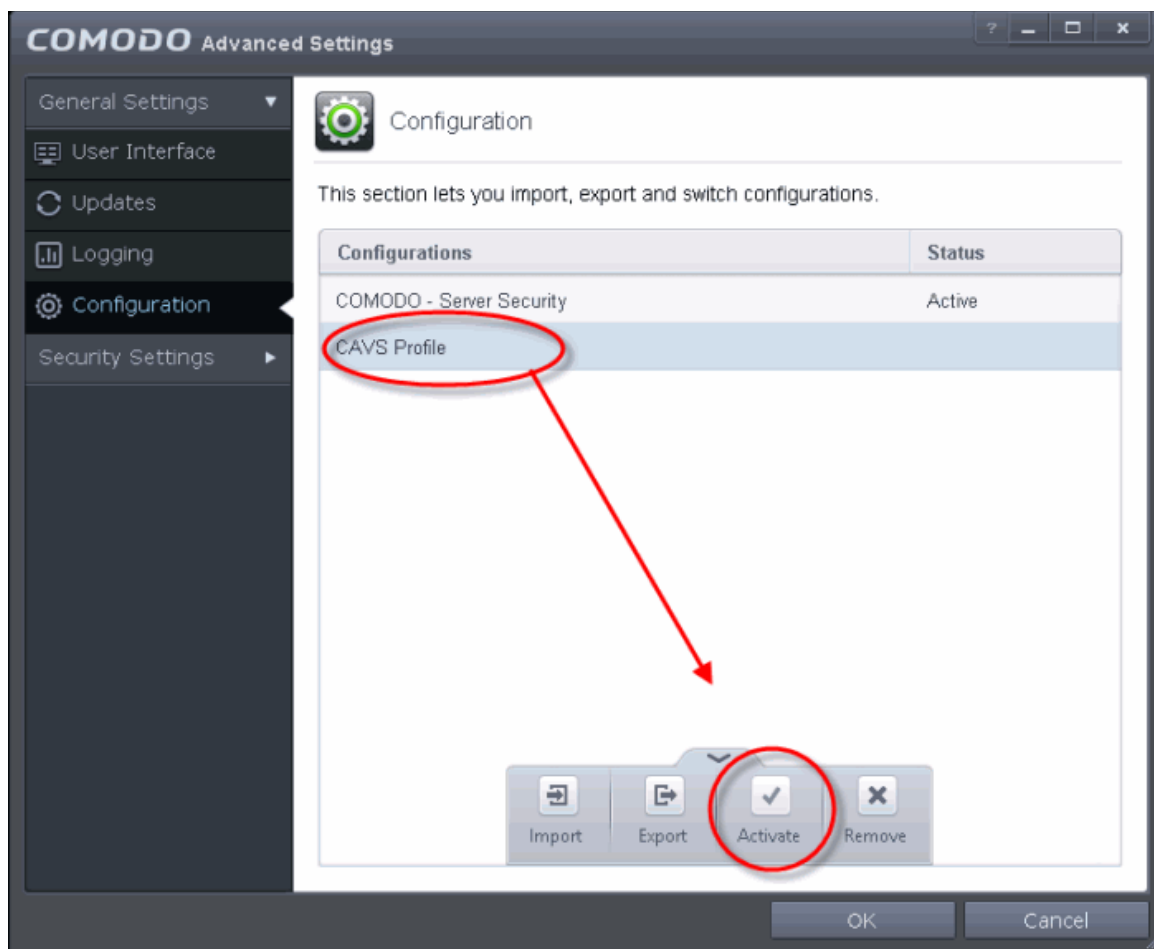 COMODO Advanced Settings
? 
General Settings
User Interface
Updates
Logging
Configuration
Security Settings
Configuration
This section lets you import, export and switch configurations.
Configurations Status
COMODO - Server Security Active
CAVS Profile
Import Export Activate Remove
OK Cancel